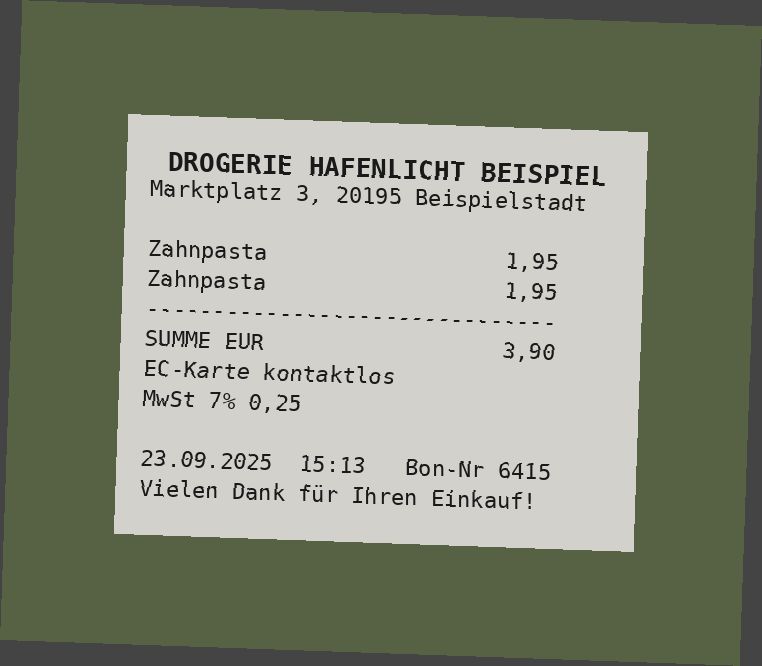 DROGERIE HAFENLICHT BEISPIEL
Marktplatz 3, 20195 Beispielstadt
Zahnpasta 1,95
Zahnpasta 1,95
-------------------------------
SUMME EUR 3,90
EC-Karte kontaktlos
MwSt 7% 0,25
23.09.2025 15:13 Bon-Nr 6415
Vielen Dank für Ihren Einkauf!